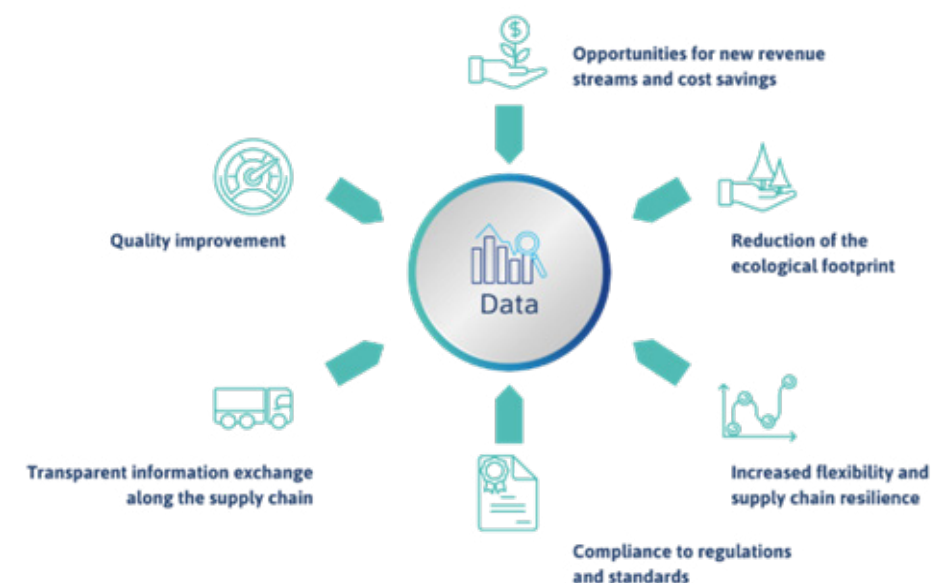 Opportunities for new revenue
streams and cost savings
Quality improvement
Reduction of the
ecological footprint
Data
Transparent information exchange
along the supply chain
Increased flexibility and
supply chain resilience
Compliance to regulations
and standards